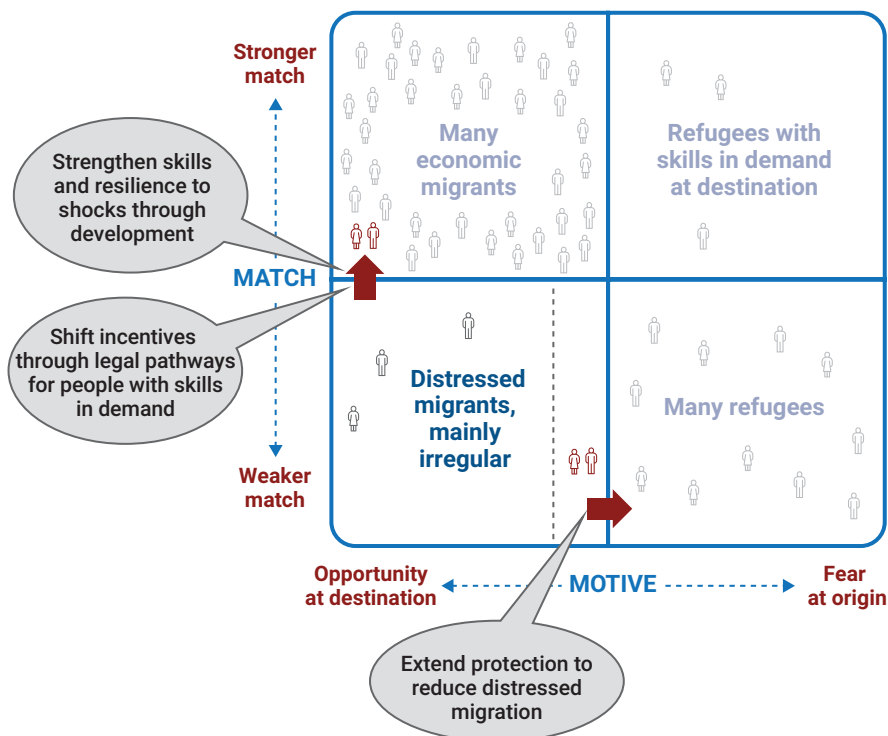 Stronger
match
Many
economic
migrants
Refugees with
skills in demand
at destination
Strengthen skills
and resilience to
shocks through
development
MATCH
Shift incentives
through legal pathways
for people with skills
in demand
Distressed
migrants,
mainly
irregular
Many refugees
Weaker
match
Opportunity
at destination
MOTIVE
Fear
at origin
Extend protection to
reduce distressed
migration